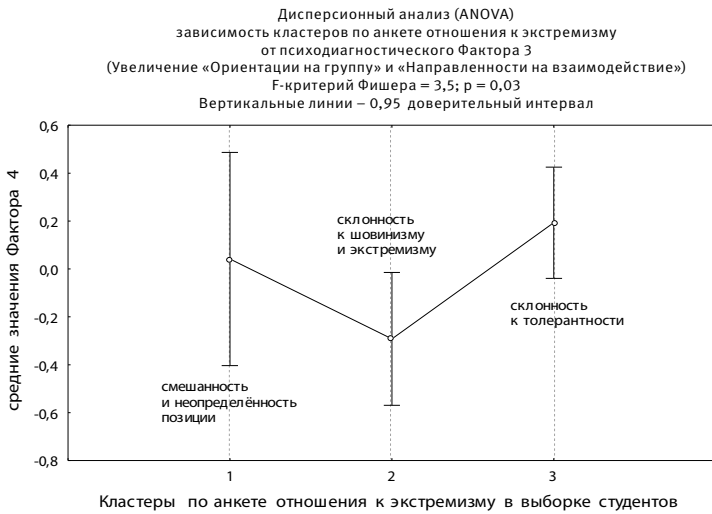 Дисперсионный анализ (ANOVA)
зависимость кластеров по анкете отношения к экстремизму
от психодиагностического Фактора 3
(Увеличение «Ориентации на группу» и «Направленности на взаимодействие»)
F-критерий Фишера = 3,5; p = 0,03
Вертикальные линии – 0,95 доверительный интервал
средние значения Фактора 4
0,6
0,4
0,2
0,0
-0,2
-0,4
-0,6
-0,8
склонность
к шовинизму
и экстремизму
склонность
к толерантности
смешанность
и неопределённость
позиции
1
2
3
Кластеры по анкете отношения к экстремизму в выборке студентов